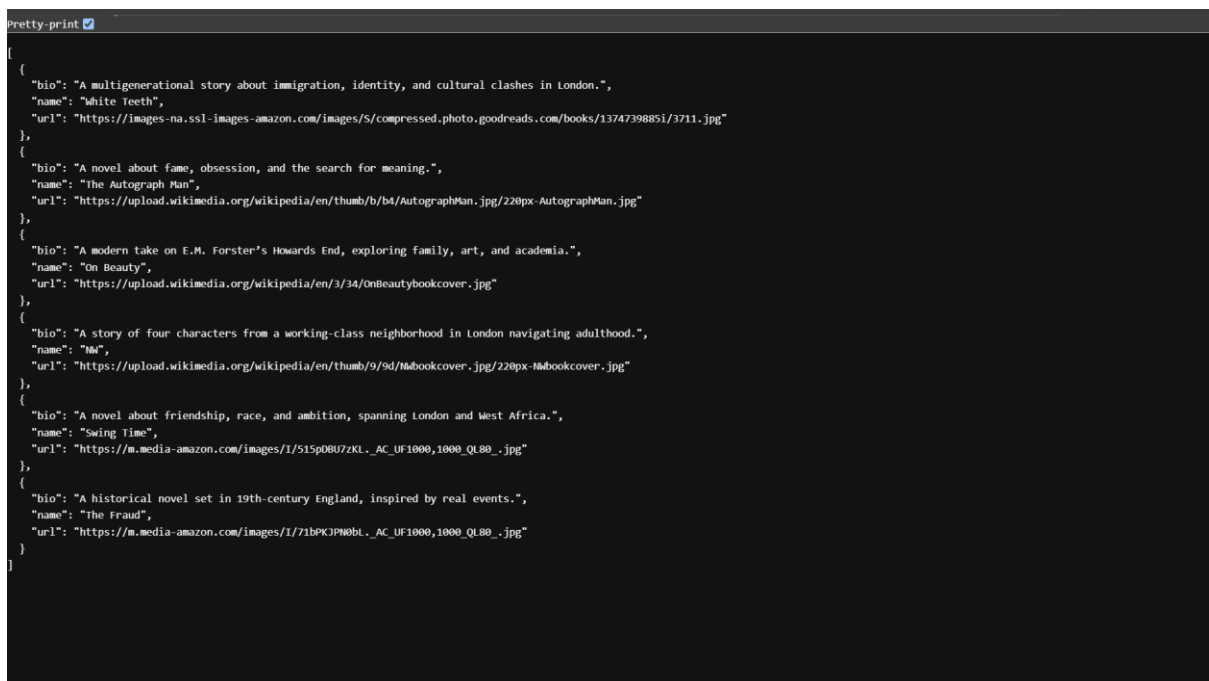 Pretty-print
[
  {
    "bio": "A multigenerational story about immigration, identity, and cultural clashes in London.",
    "name": "White Teeth",
    "url": "https://images-na.ssl-images-amazon.com/images/S/compressed.photo.goodreads.com/books/1374739885i/3711.jpg"
  },
  {
    "bio": "A novel about fame, obsession, and the search for meaning.",
    "name": "The Autograph Man",
    "url": "https://upload.wikimedia.org/wikipedia/en/thumb/b/b4/AutographMan.jpg/220px-AutographMan.jpg"
  },
  {
    "bio": "A modern take on E.M. Forster’s Howards End, exploring family, art, and academia.",
    "name": "On Beauty",
    "url": "https://upload.wikimedia.org/wikipedia/en/3/34/OnBeautybookcover.jpg"
  },
  {
    "bio": "A story of four characters from a working-class neighborhood in London navigating adulthood.",
    "name": "NW",
    "url": "https://upload.wikimedia.org/wikipedia/en/thumb/9/9d/NWbookcover.jpg/220px-NWbookcover.jpg"
  },
  {
    "bio": "A novel about friendship, race, and ambition, spanning London and West Africa.",
    "name": "Swing Time",
    "url": "https://m.media-amazon.com/images/I/515pDBU7zKL._AC_UF1000,1000_QL80_.jpg"
  },
  {
    "bio": "A historical novel set in 19th-century England, inspired by real events.",
    "name": "The Fraud",
    "url": "https://m.media-amazon.com/images/I/71bPKJPN0bL._AC_UF1000,1000_QL80_.jpg"
  }
]